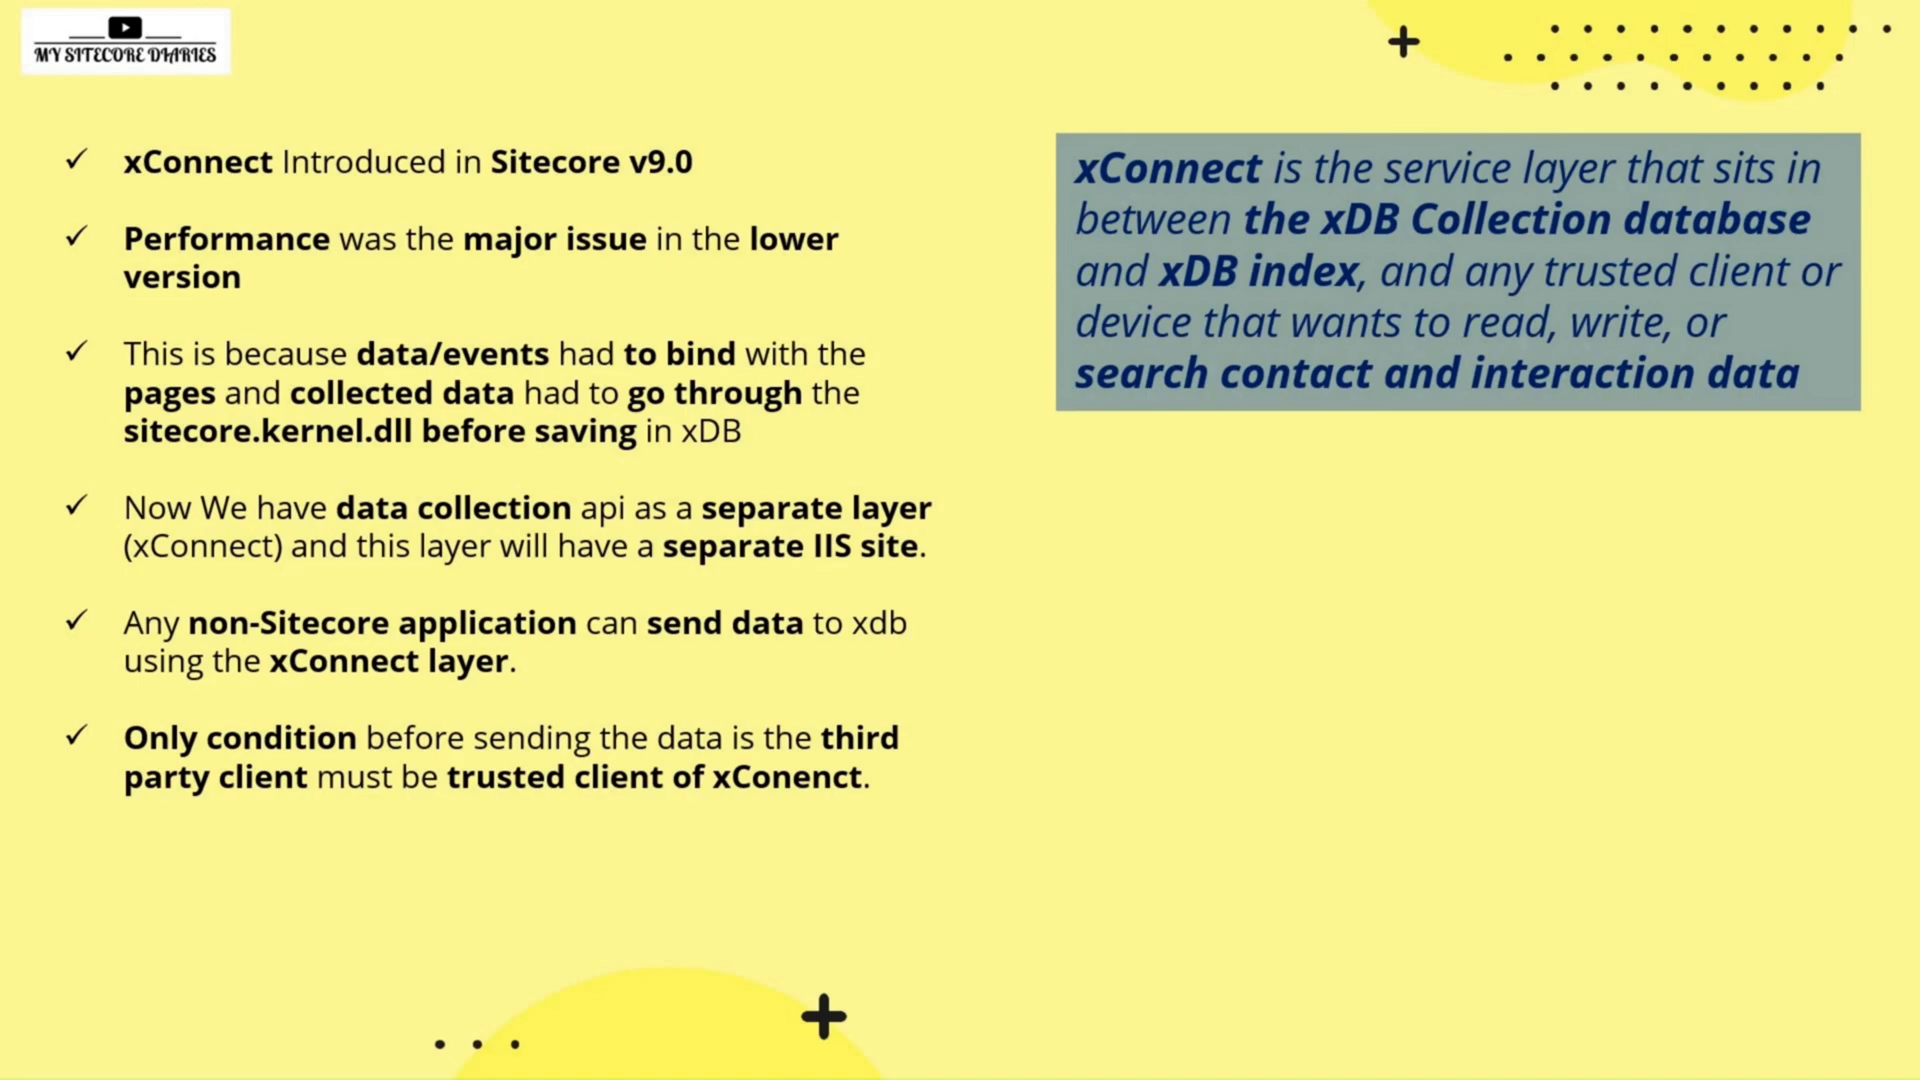 MY SITECORE DIARIES
✓ xConnect Introduced in Sitecore v9.0
✓ Performance was the major issue in the lower
version
✓ This is because data/events had to bind with the
pages and collected data had to go through the
sitecore.kernel.dll before saving in xDB
✓ Now We have data collection api as a separate layer
(xConnect) and this layer will have a separate IIS site.
✓ Any non-Sitecore application can send data to xdb
using the xConnect layer.
✓ Only condition before sending the data is the third
party client must be trusted client of xConenct.
xConnect is the service layer that sits in
between the xDB Collection database
and xDB index, and any trusted client or
device that wants to read, write, or
search contact and interaction data